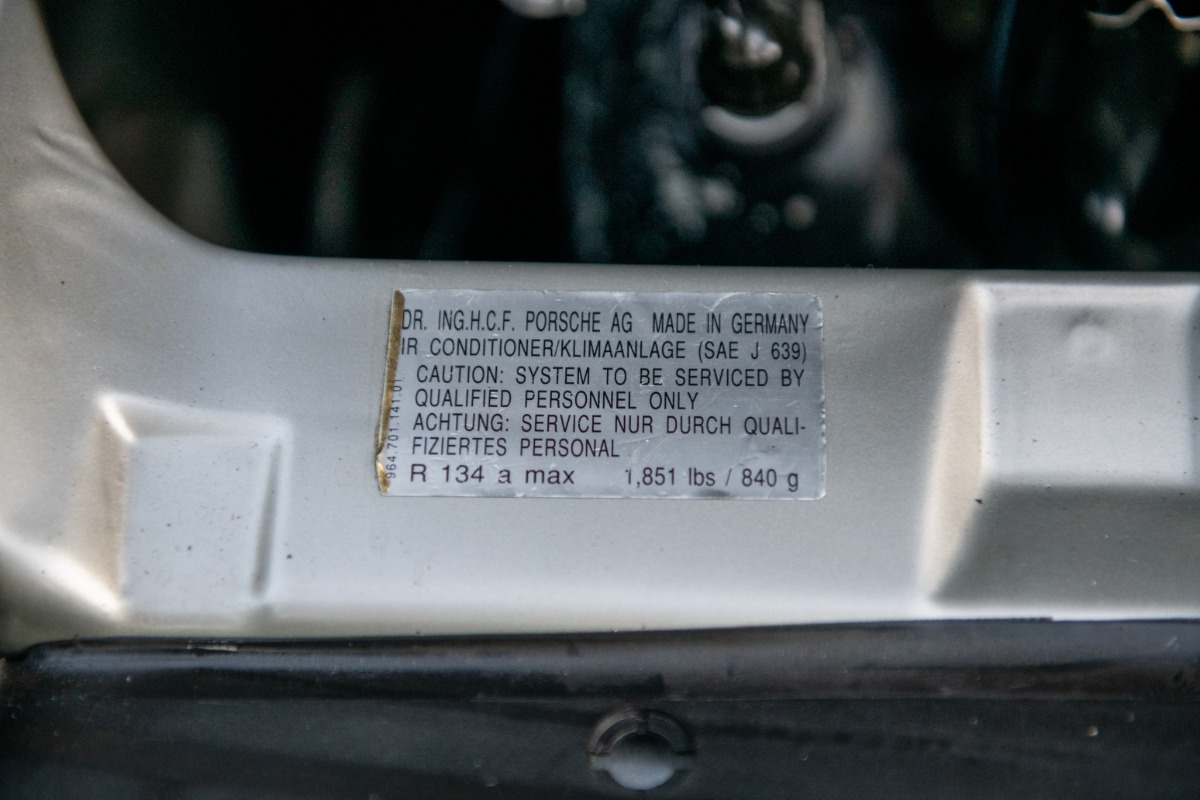 DR. ING.H.C.F. PORSCHE AG MADE IN GERMANY
IR CONDITIONER/KLIMAANLAGE (SAE J 639)
CAUTION: SYSTEM TO BE SERVICED BY
QUALIFIED PERSONNEL ONLY
ACHTUNG: SERVICE NUR DURCH QUALI-
FIZIERTES PERSONAL
R 134 a max 1,851 lbs / 840 g
964.701.141.01